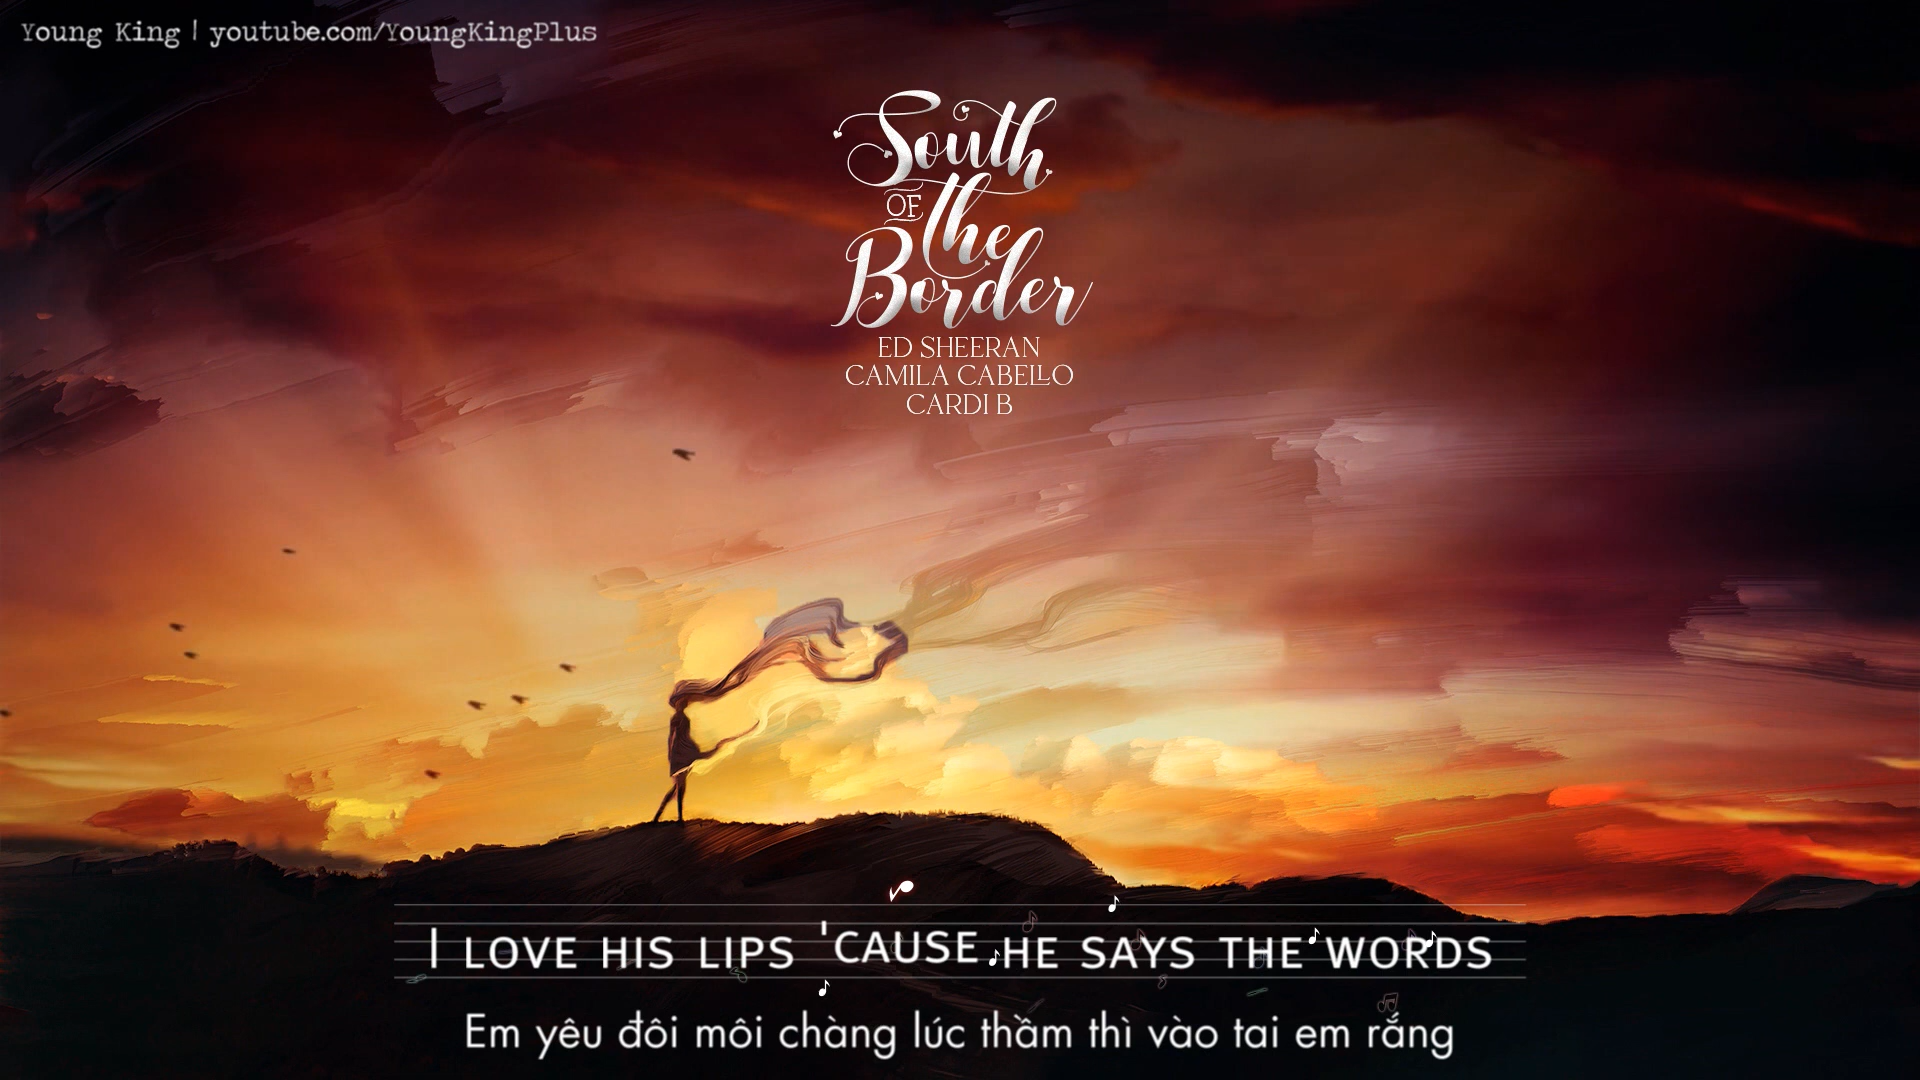 Young King | youtube.com/YoungKingPlus
South
OF the
Border
ED SHEERAN
CAMILA CABELLO
CARDI B
I LOVE HIS LIPS 'CAUSE HE SAYS THE WORDS
Em yêu đôi môi chàng lúc thầm thì vào tai em rắng